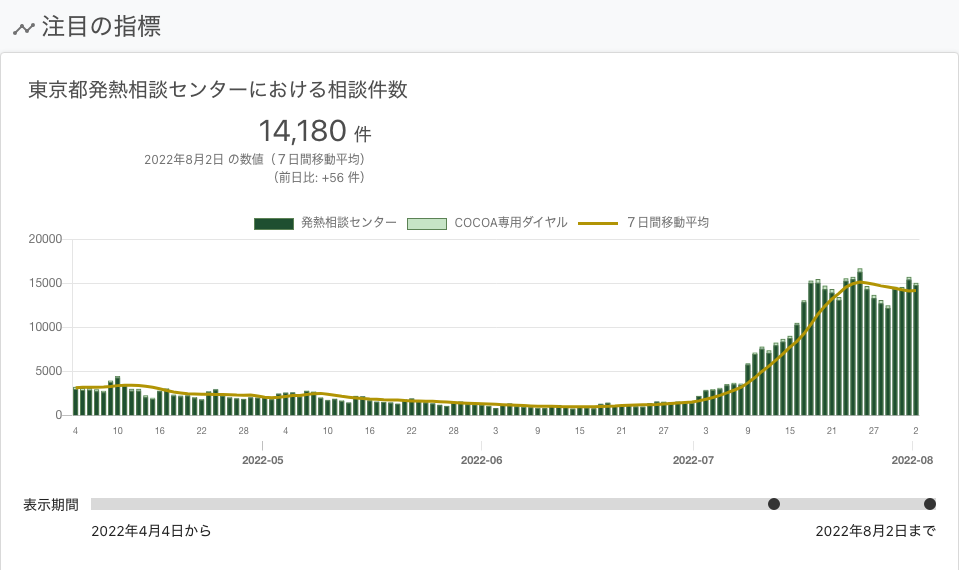 注目の指標
東京都発熱相談センターにおける相談件数
14,180 件
2022年8月2日 の数値（７日間移動平均）
（前日比: +56 件）
発熱相談センター COCOA専用ダイヤル ７日間移動平均
20000
15000
10000
5000
0
4 10 16 22 28 4 10 16 22 28 3 9 15 21 27 3 9 15 21 27 2
2022-05 2022-06 2022-07 2022-08
表示期間
2022年4月4日から 2022年8月2日まで